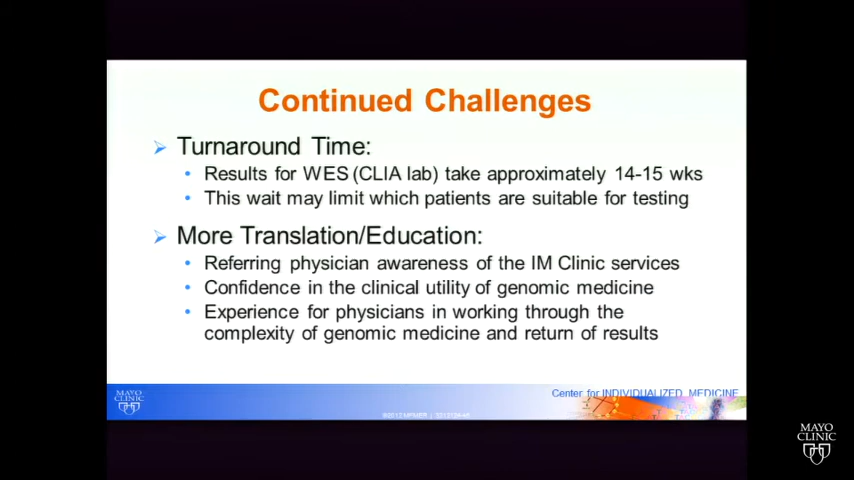 Continued Challenges
Turnaround Time:
Results for WES (CLIA lab) take approximately 14-15 wks
This wait may limit which patients are suitable for testing
More Translation/Education:
Referring physician awareness of the IM Clinic services
Confidence in the clinical utility of genomic medicine
Experience for physicians in working through the
complexity of genomic medicine and return of results
MAYO
CLINIC
Center for INDIVIDUALIZED MEDICINE
MAYO
CLINIC